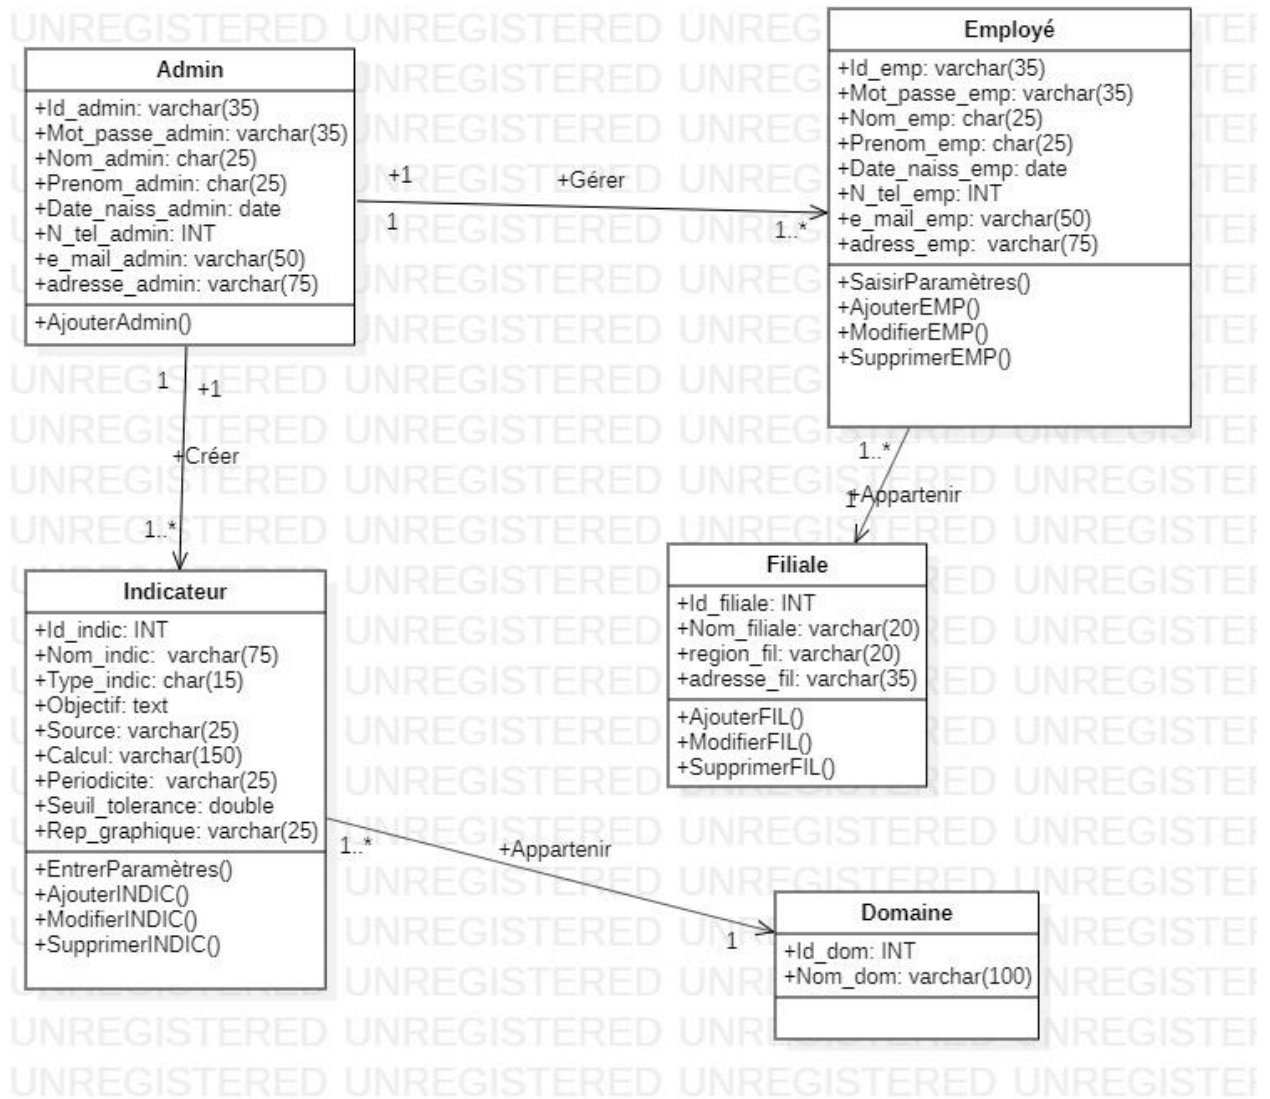 Admin
+Id_admin: varchar(35)
+Mot_passe_admin: varchar(35)
+Nom_admin: char(25)
+Prenom_admin: char(25)
+Date_naiss_admin: date
+N_tel_admin: INT
+e_mail_admin: varchar(50)
+adresse_admin: varchar(75)
+AjouterAdmin()
+1
1
+Gérer
1..*
Employé
+Id_emp: varchar(35)
+Mot_passe_emp: varchar(35)
+Nom_emp: char(25)
+Prenom_emp: char(25)
+Date_naiss_emp: date
+N_tel_emp: INT
+e_mail_emp: varchar(50)
+adress_emp: varchar(75)
+SaisirParamètres()
+AjouterEMP()
+ModifierEMP()
+SupprimerEMP()
1
+1
+Créer
1..*
1..*
+Appartenir
1
Indicateur
+Id_indic: INT
+Nom_indic: varchar(75)
+Type_indic: char(15)
+Objectif: text
+Source: varchar(25)
+Calcul: varchar(150)
+Periodicite: varchar(25)
+Seuil_tolerance: double
+Rep_graphique: varchar(25)
+EntrerParamètres()
+AjouterINDIC()
+ModifierINDIC()
+SupprimerINDIC()
Filiale
+Id_filiale: INT
+Nom_filiale: varchar(20)
+region_fil: varchar(20)
+adresse_fil: varchar(35)
+AjouterFIL()
+ModifierFIL()
+SupprimerFIL()
1..*
+Appartenir
1
Domaine
+Id_dom: INT
+Nom_dom: varchar(100)
UNREGISTERED